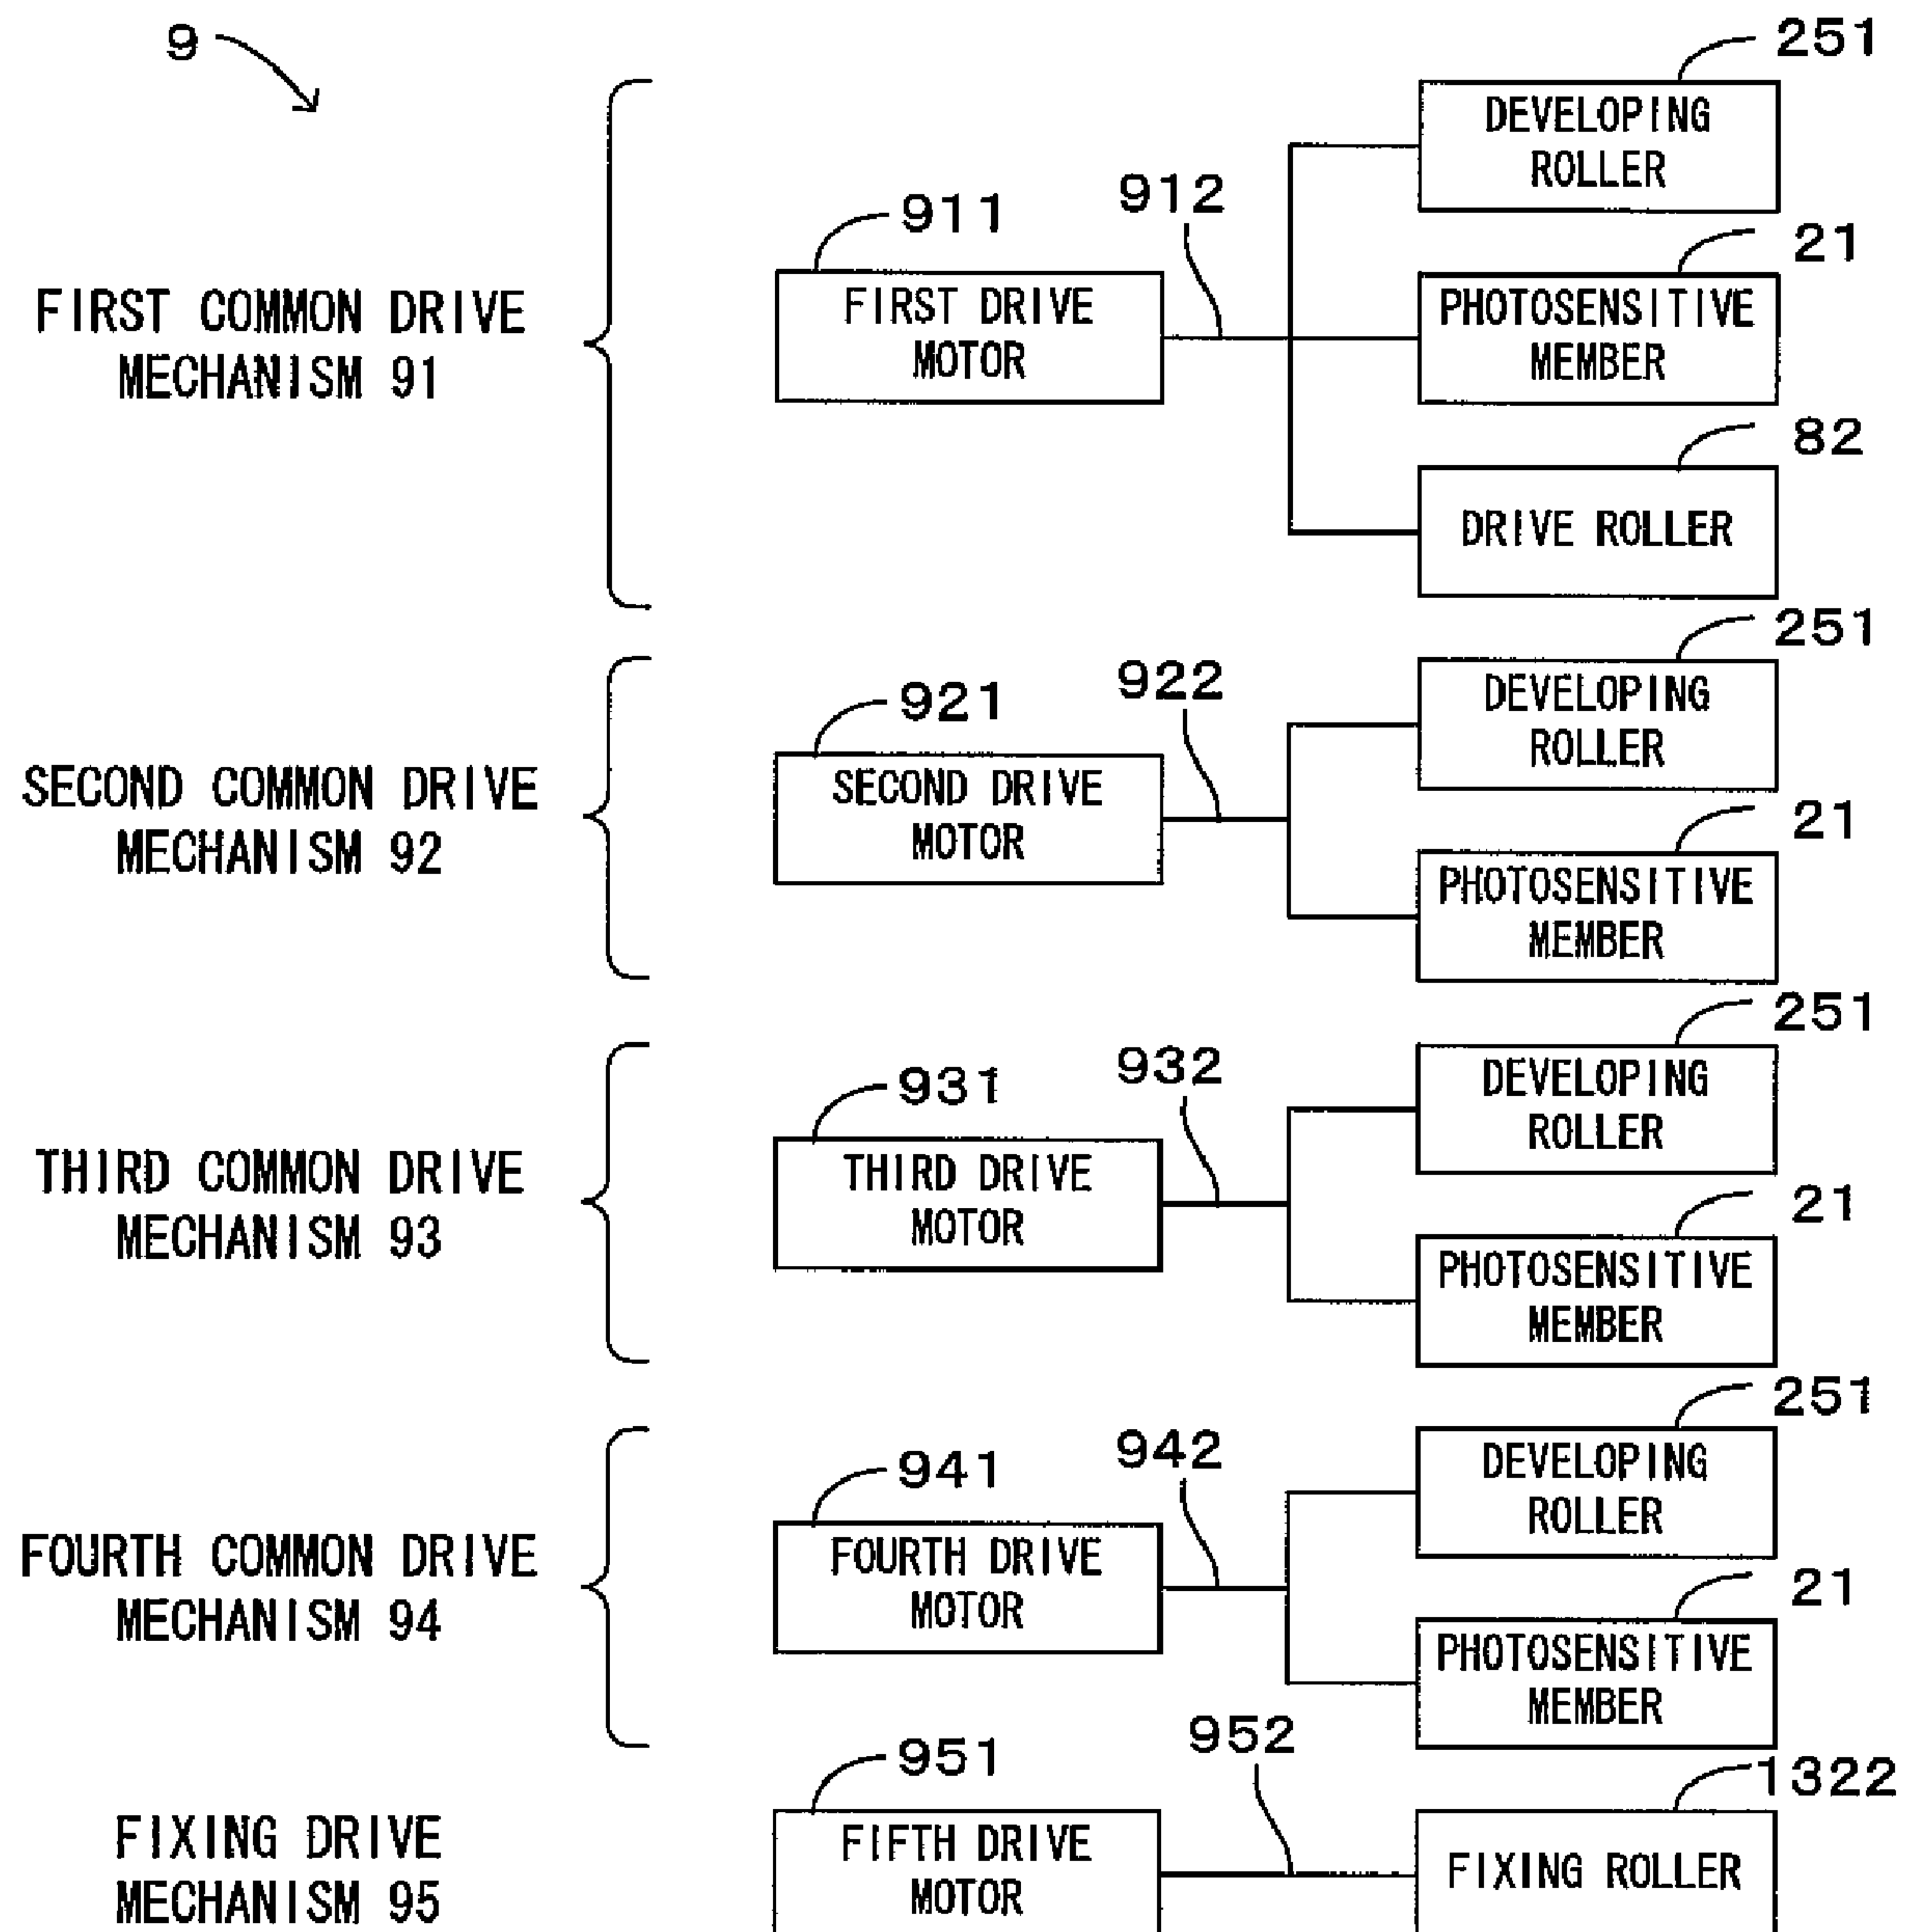 9
251
DEVELOPING
ROLLER
912
911
21
FIRST COMMON DRIVE
MECHANISM 91
FIRST DRIVE
MOTOR
PHOTOSENSITIVE
MEMBER
82
DRIVE ROLLER
251
922
921
DEVELOPING
ROLLER
SECOND COMMON DRIVE
MECHANISM 92
SECOND DRIVE
MOTOR
21
PHOTOSENSITIVE
MEMBER
251
932
931
DEVELOPING
ROLLER
THIRD COMMON DRIVE
MECHANISM 93
THIRD DRIVE
MOTOR
21
PHOTOSENSITIVE
MEMBER
251
942
941
DEVELOPING
ROLLER
FOURTH COMMON DRIVE
MECHANISM 94
FOURTH DRIVE
MOTOR
21
PHOTOSENSITIVE
MEMBER
952
951
1322
FIXING DRIVE
MECHANISM 95
FIFTH DRIVE
MOTOR
FIXING ROLLER